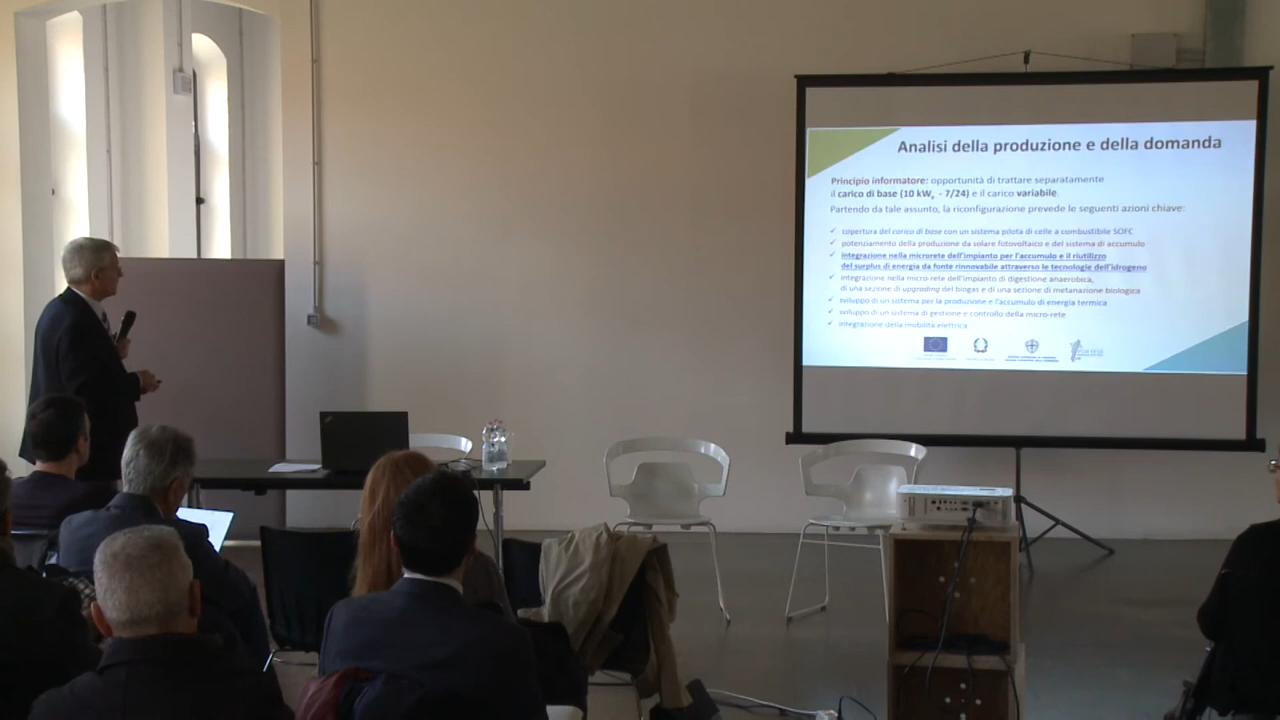 Analisi della produzione e della domanda
Principio informatore: opportunità di trattare separatamente
il carico di base (10 kWe - 7/24) e il carico variabile.
Partendo da tale assunto, la riconfigurazione prevede le seguenti azioni chiave:
✓ copertura del carico di base con un sistema pilota di celle a combustibile SOFC
✓ potenziamento della produzione da solare fotovoltaico e del sistema di accumulo
✓ integrazione nella microrete dell'impianto per l'accumulo e il riutilizzo
del surplus di energia da fonte rinnovabile attraverso le tecnologie dell'idrogeno
✓ integrazione nella micro-rete dell'impianto di digestione anaerobica,
di una sezione di upgrading del biogas e di una sezione di metanazione biologica
✓ sviluppo di un sistema per la produzione e l'accumulo di energia termica
✓ sviluppo di un sistema di gestione e controllo della micro-rete
✓ integrazione della mobilità elettrica